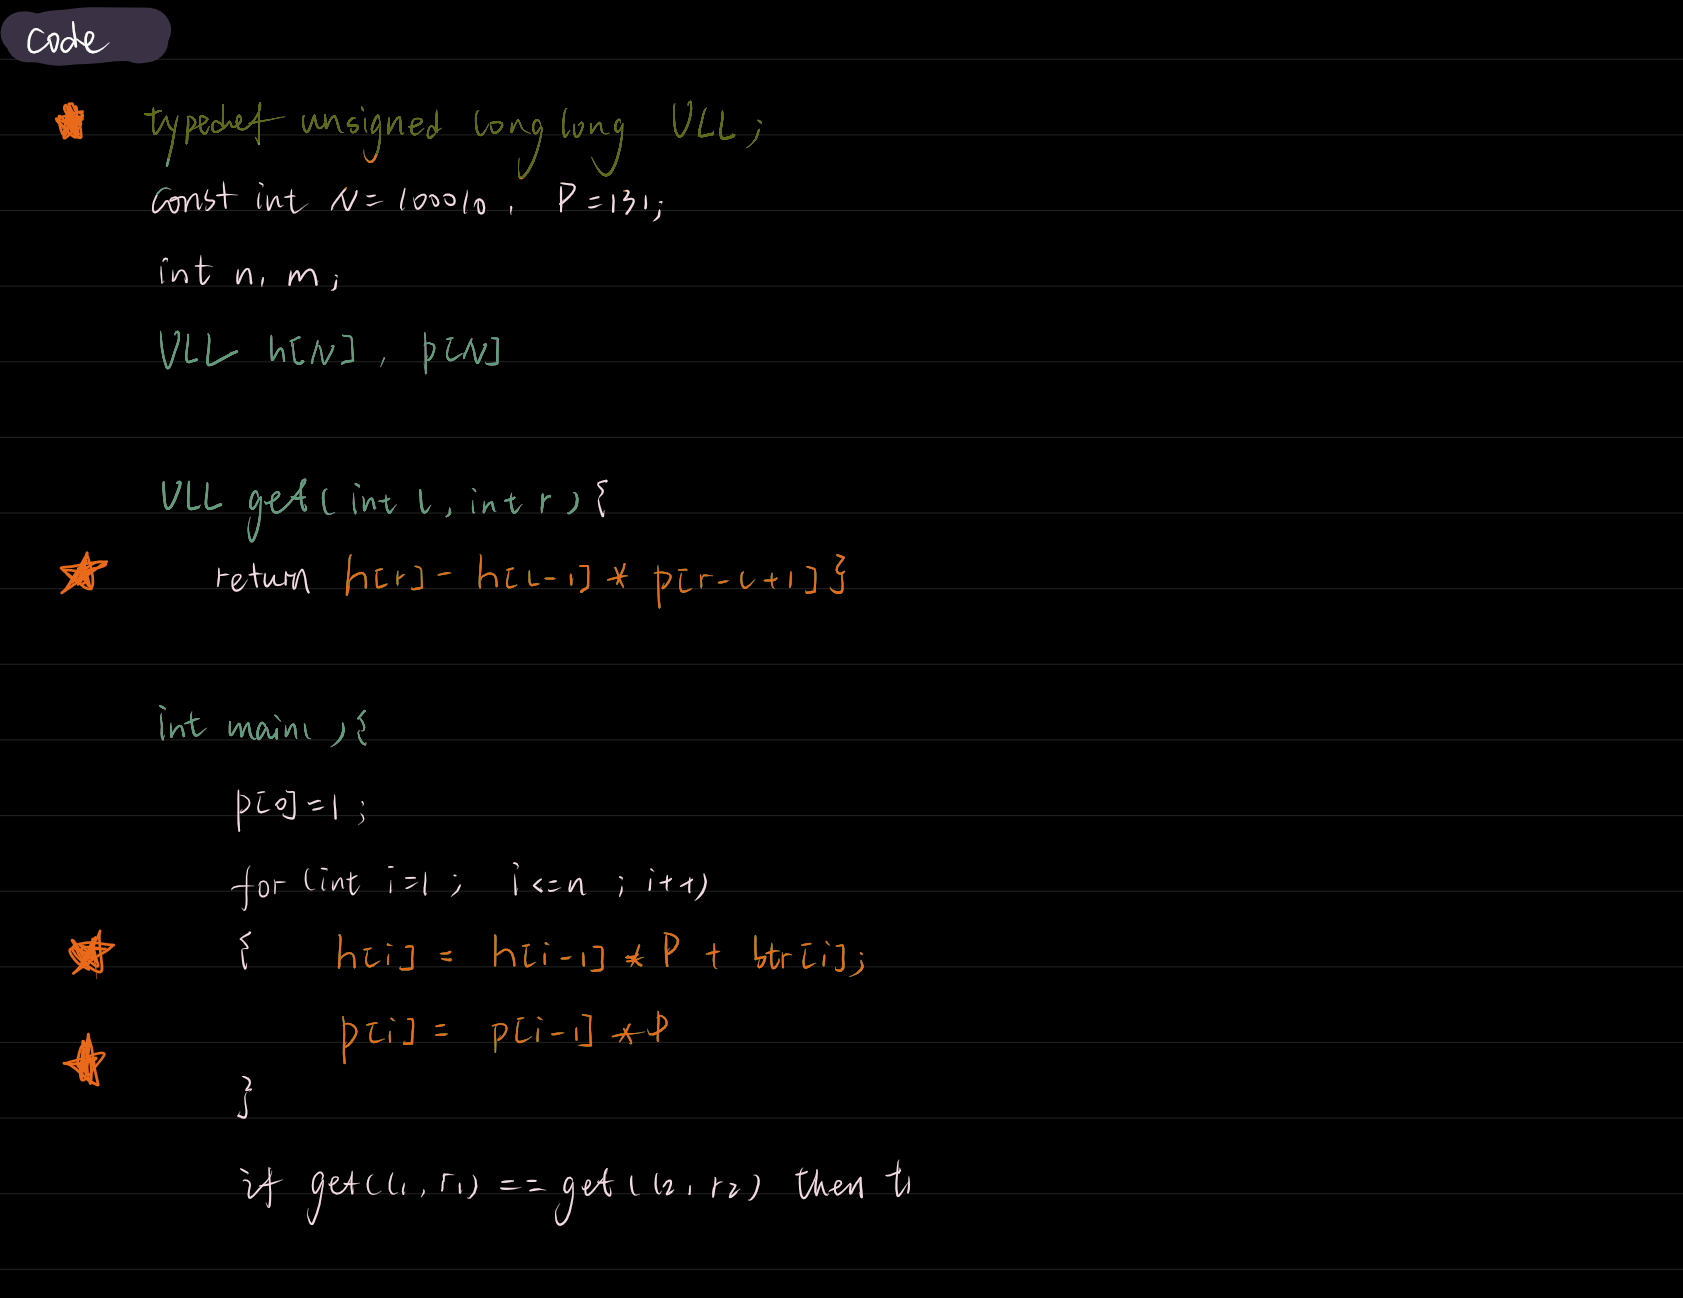 code
typedef unsigned long long ULL;
const int N = 100010, P = 131;
int n, m;
ULL h[N], p[N]
ULL get(int l, int r){
return h[r] - h[l-1] * p[r-l+1]}
int main(){
p[0]=1;
for (int i=1; i<=n; i++)
{ h[i] = h[i-1] * P + str[i];
p[i] = p[i-1] * P
}
if get(l1, r1) == get(l2, r2) then